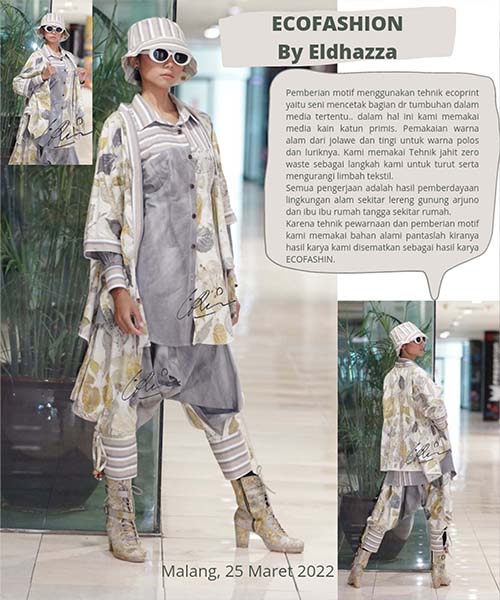 ECOFASHION
By Eldhazza
Pemberian motif menggunakan tehnik ecoprint
yaitu seni mencetak bagian dr tumbuhan dalam
media tertentu.. dalam hal ini kami memakai
media kain katun primis. Pemakaian warna
alam dari jolawe dan tingi untuk warna polos
dan luriknya. Kami memakai Tehnik jahit zero
waste sebagai langkah kami untuk turut serta
mengurangi limbah tekstil.
Semua pengerjaan adalah hasil pemberdayaan
lingkungan alam sekitar lereng gunung arjuno
dan ibu ibu rumah tangga sekitar rumah.
Karena tehnik pewarnaan dan pemberian motif
kami memakai bahan alami pantaslah kiranya
hasil karya kami disematkan sebagai hasil karya
ECOFASHIN.
Malang, 25 Maret 2022